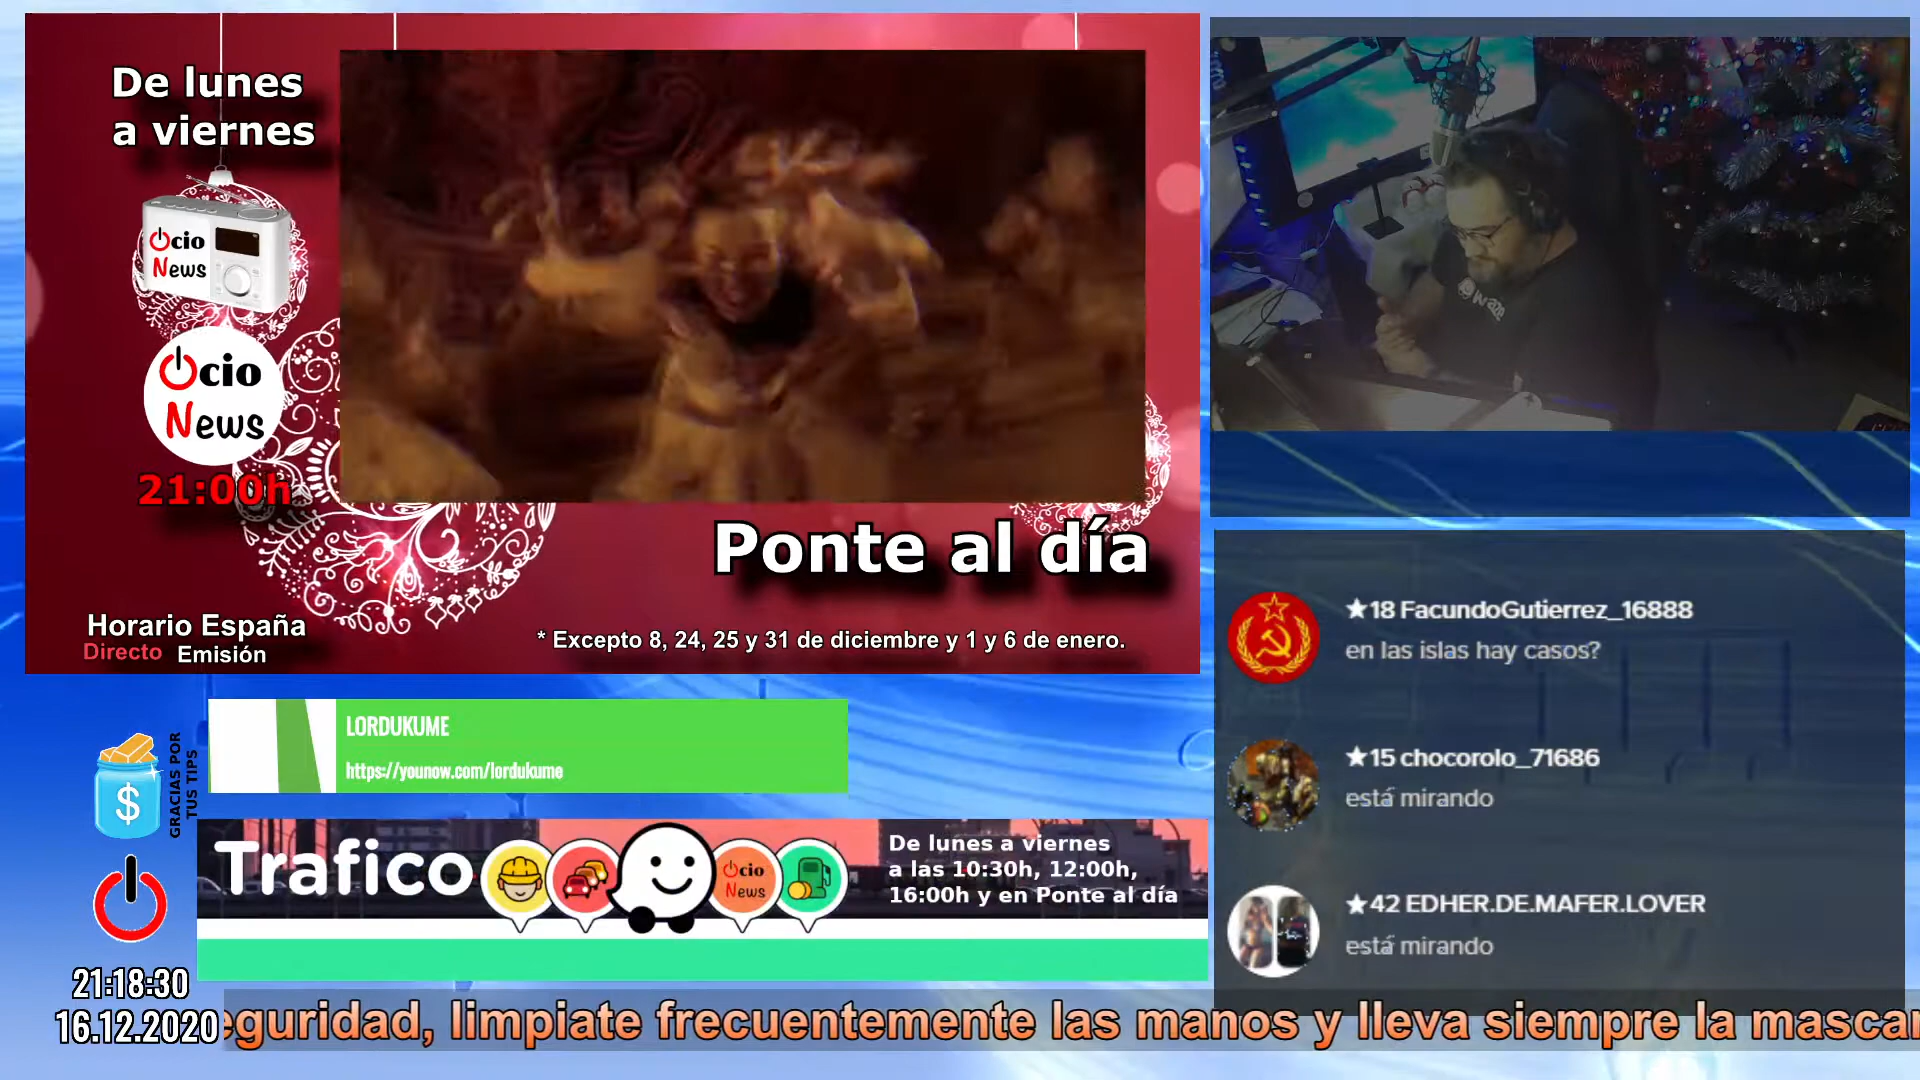 De lunes
a viernes
Ocio
News
Ocio
News
21:00h
Ponte al día
Horario España
Directo Emisión
* Excepto 8, 24, 25 y 31 de diciembre y 1 y 6 de enero.
★18 FacundoGutierrez_16888
en las islas hay casos?
★15 chocorolo_71686
está mirando
★42 EDHER.DE.MAFER.LOVER
está mirando
LORDUKUME
https://younow.com/lordukume
$
GRACIAS POR
TUS TIPS
Trafico
Ocio
News
De lunes a viernes
a las 10:30h, 12:00h,
16:00h y en Ponte al día
21:18:30
16.12.2020
eguridad, limpiate frecuentemente las manos y lleva siempre la mascar